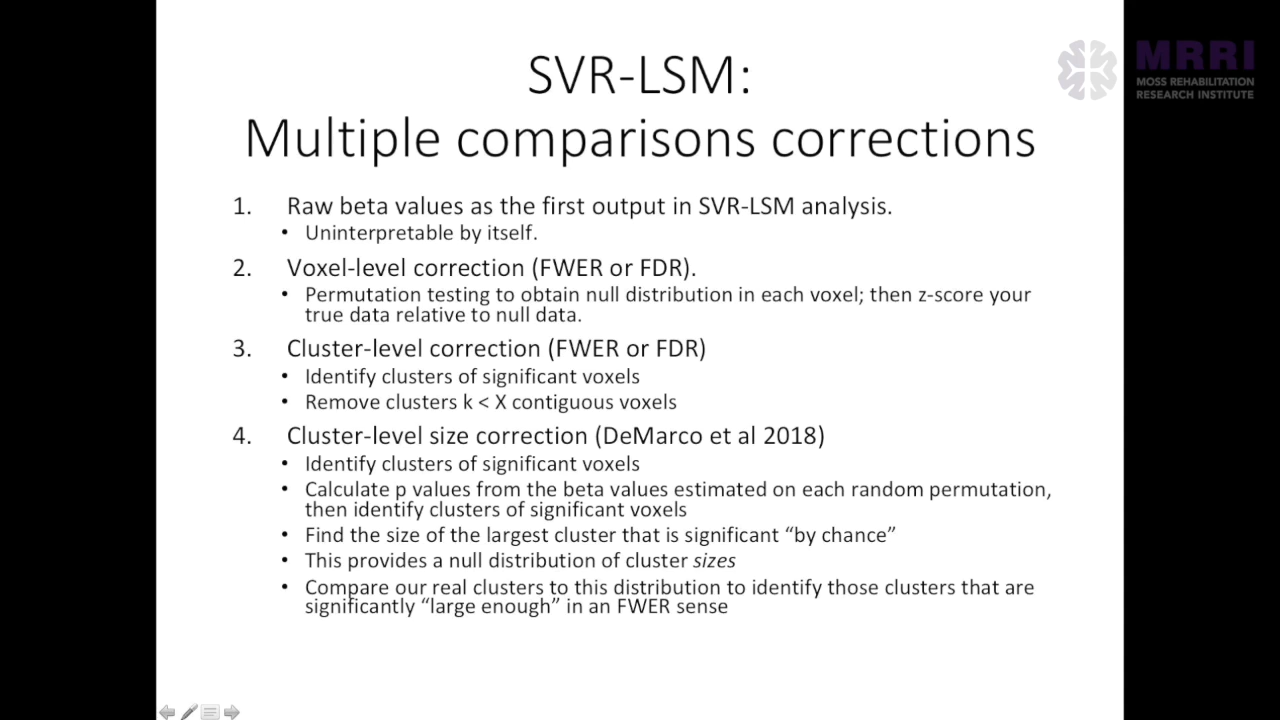 SVR-LSM:
Multiple comparisons corrections
MRRI
MOSS REHABILITATION
RESEARCH INSTITUTE
1. Raw beta values as the first output in SVR-LSM analysis.
• Uninterpretable by itself.
2. Voxel-level correction (FWER or FDR).
• Permutation testing to obtain null distribution in each voxel; then z-score your
true data relative to null data.
3. Cluster-level correction (FWER or FDR)
• Identify clusters of significant voxels
• Remove clusters k < X contiguous voxels
4. Cluster-level size correction (DeMarco et al 2018)
• Identify clusters of significant voxels
• Calculate p values from the beta values estimated on each random permutation,
then identify clusters of significant voxels
• Find the size of the largest cluster that is significant “by chance”
• This provides a null distribution of cluster sizes
• Compare our real clusters to this distribution to identify those clusters that are
significantly “large enough” in an FWER sense